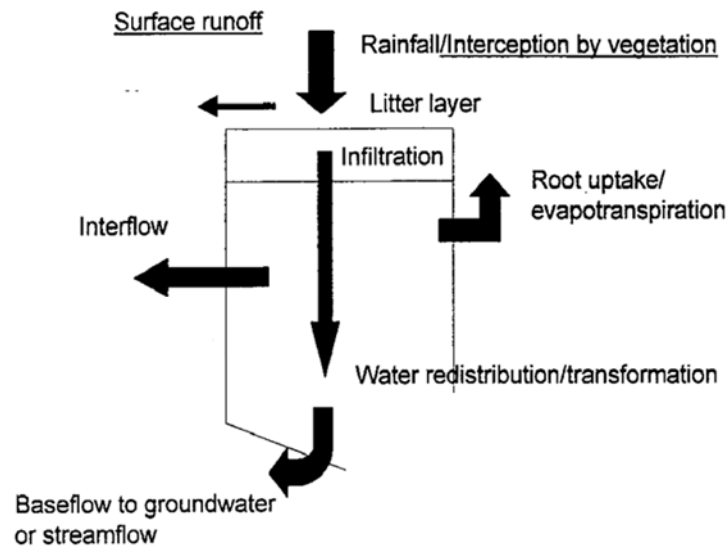 Surface runoff
Rainfall/Interception by vegetation
Litter layer
Infiltration
Root uptake/
evapotranspiration
Interflow
Water redistribution/transformation
Baseflow to groundwater
or streamflow